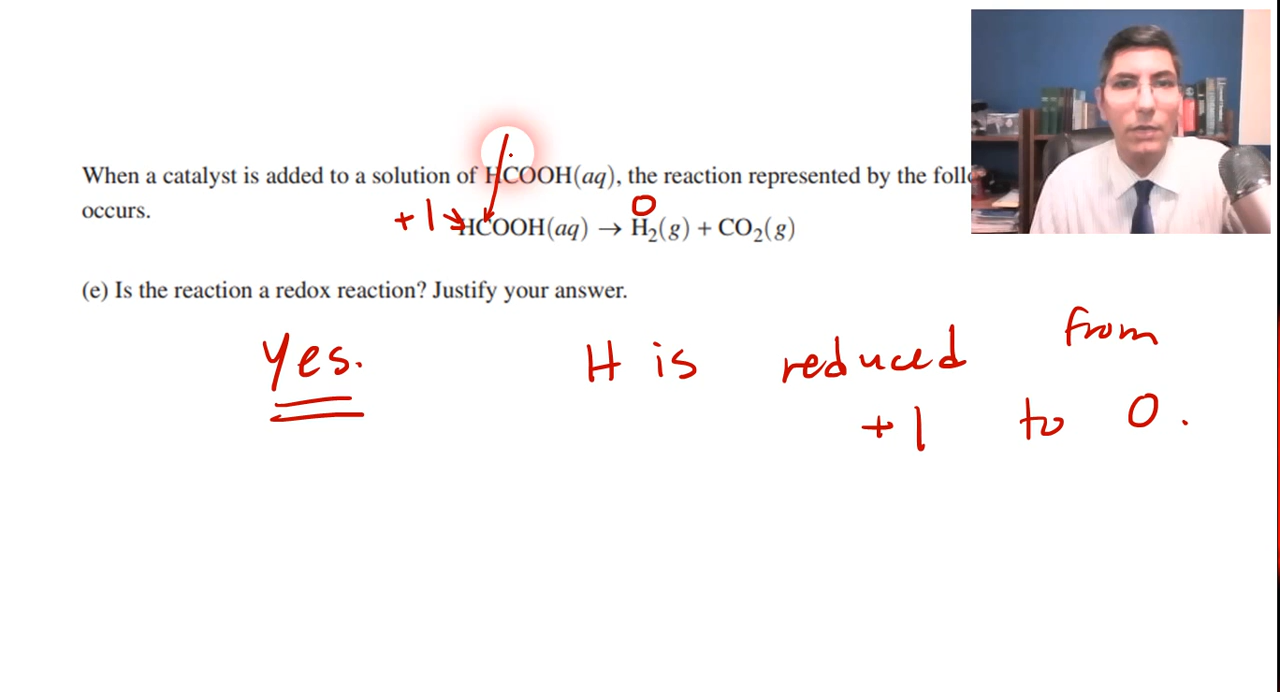 When a catalyst is added to a solution of HCOOH(aq), the reaction represented by the
occurs.
+1 0
HCOOH(aq) → H₂(g) + CO₂(g)
(e) Is the reaction a redox reaction? Justify your answer.
Yes. H is reduced from
+1 to 0.